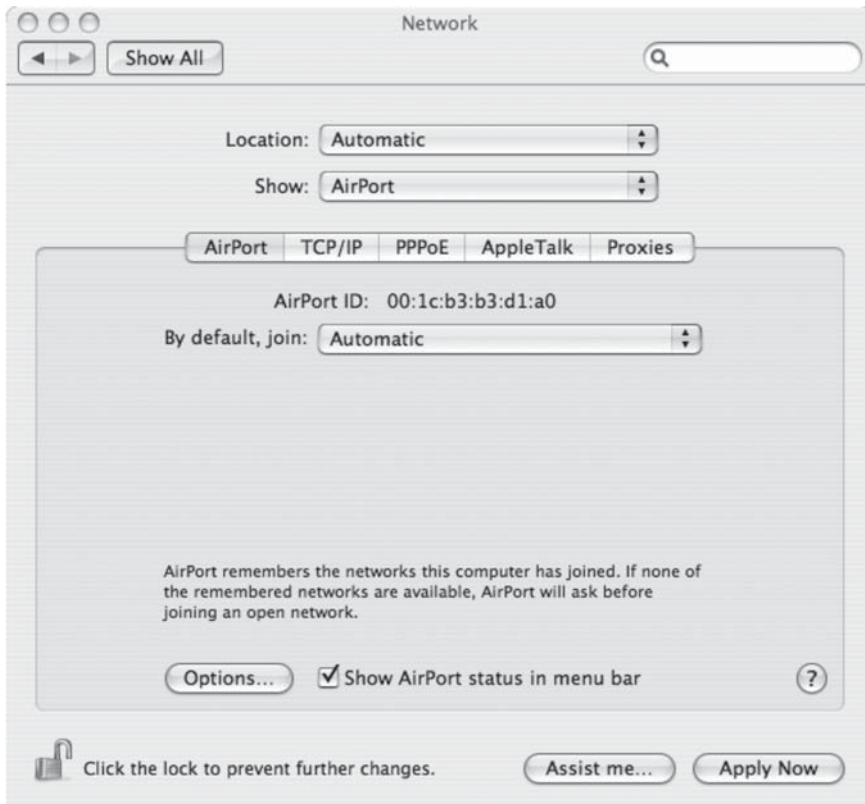 Network
Show All
Location: Automatic
Show: AirPort
AirPort TCP/IP PPPoE AppleTalk Proxies
AirPort ID: 00:1c:b3:b3:d1:a0
By default, join: Automatic
AirPort remembers the networks this computer has joined. If none of
the remembered networks are available, AirPort will ask before
joining an open network.
Options... Show AirPort status in menu bar ?
Click the lock to prevent further changes. Assist me... Apply Now